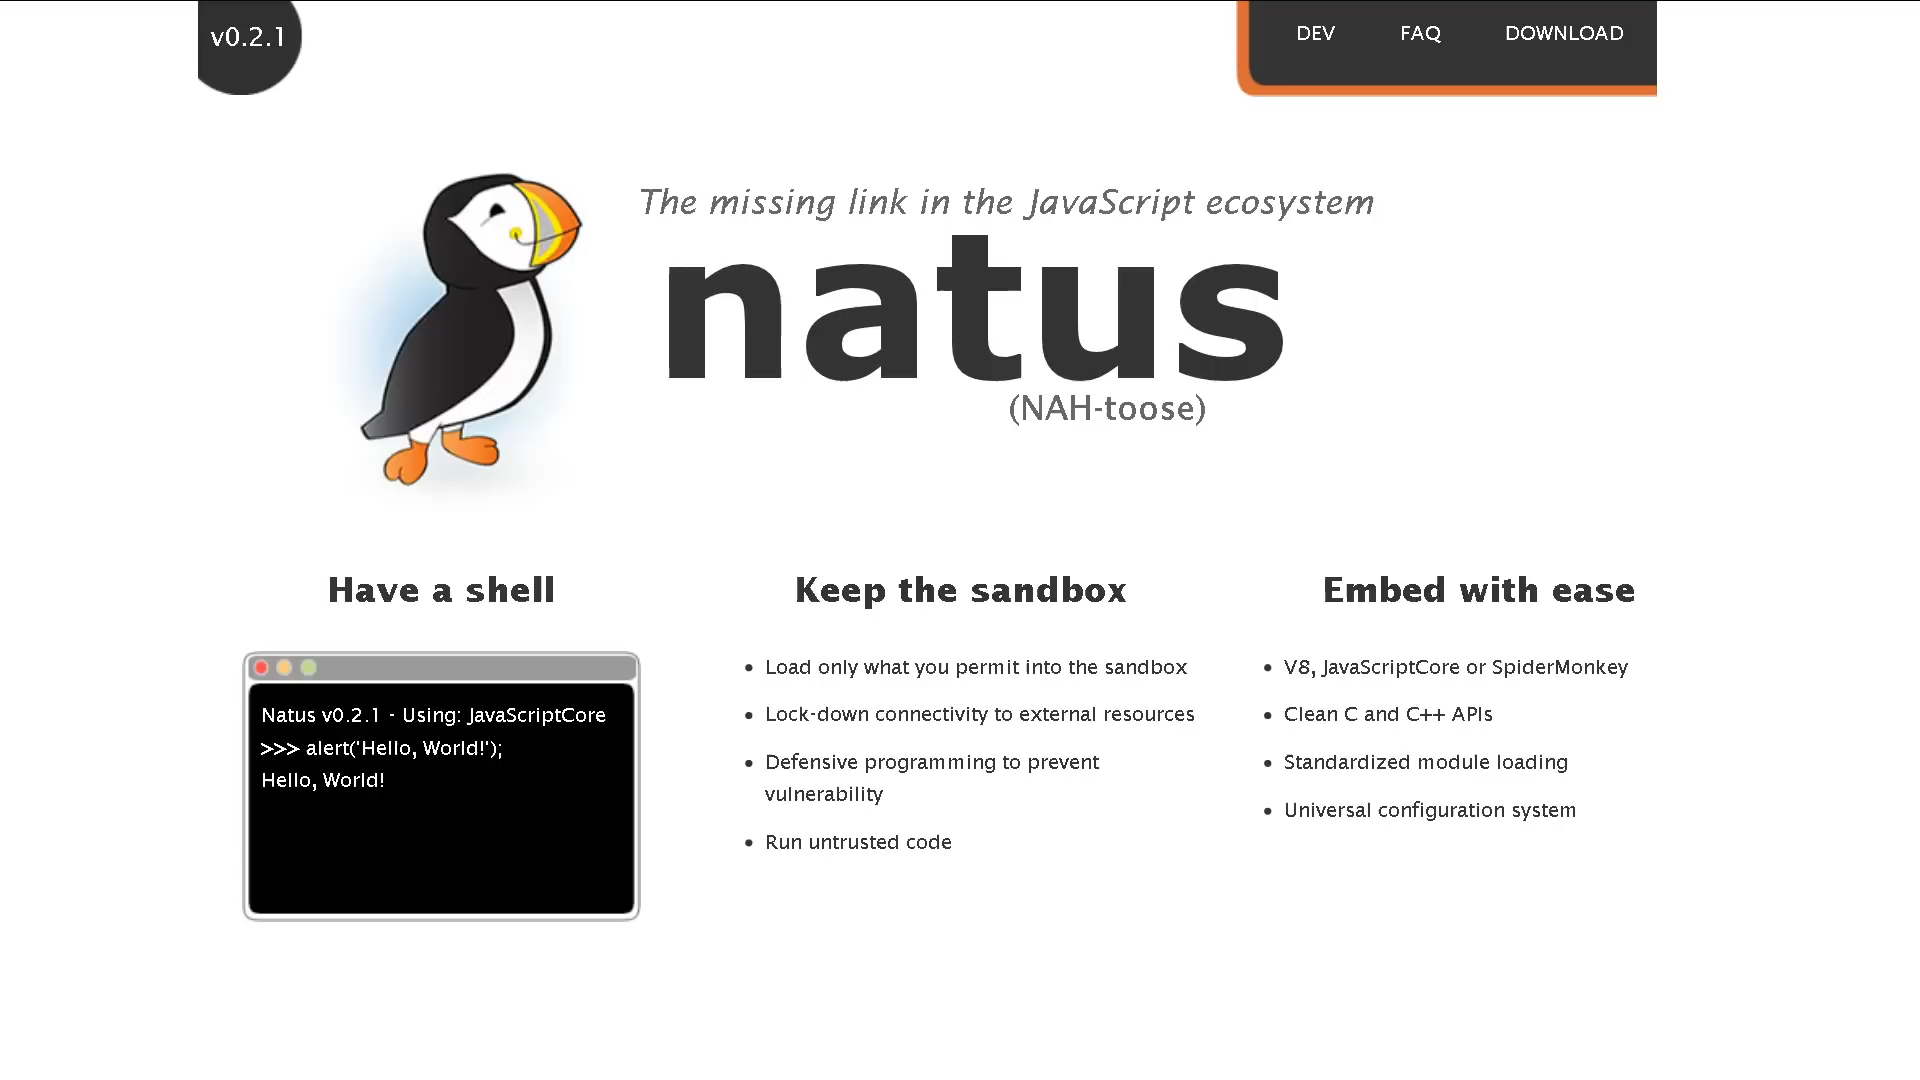 v0.2.1
DEV FAQ DOWNLOAD
The missing link in the JavaScript ecosystem
natus
(NAH-toose)
Have a shell
Natus v0.2.1 - Using: JavaScriptCore
>>> alert('Hello, World!');
Hello, World!
Keep the sandbox
• Load only what you permit into the sandbox
• Lock-down connectivity to external resources
• Defensive programming to prevent
vulnerability
• Run untrusted code
Embed with ease
• V8, JavaScriptCore or SpiderMonkey
• Clean C and C++ APIs
• Standardized module loading
• Universal configuration system